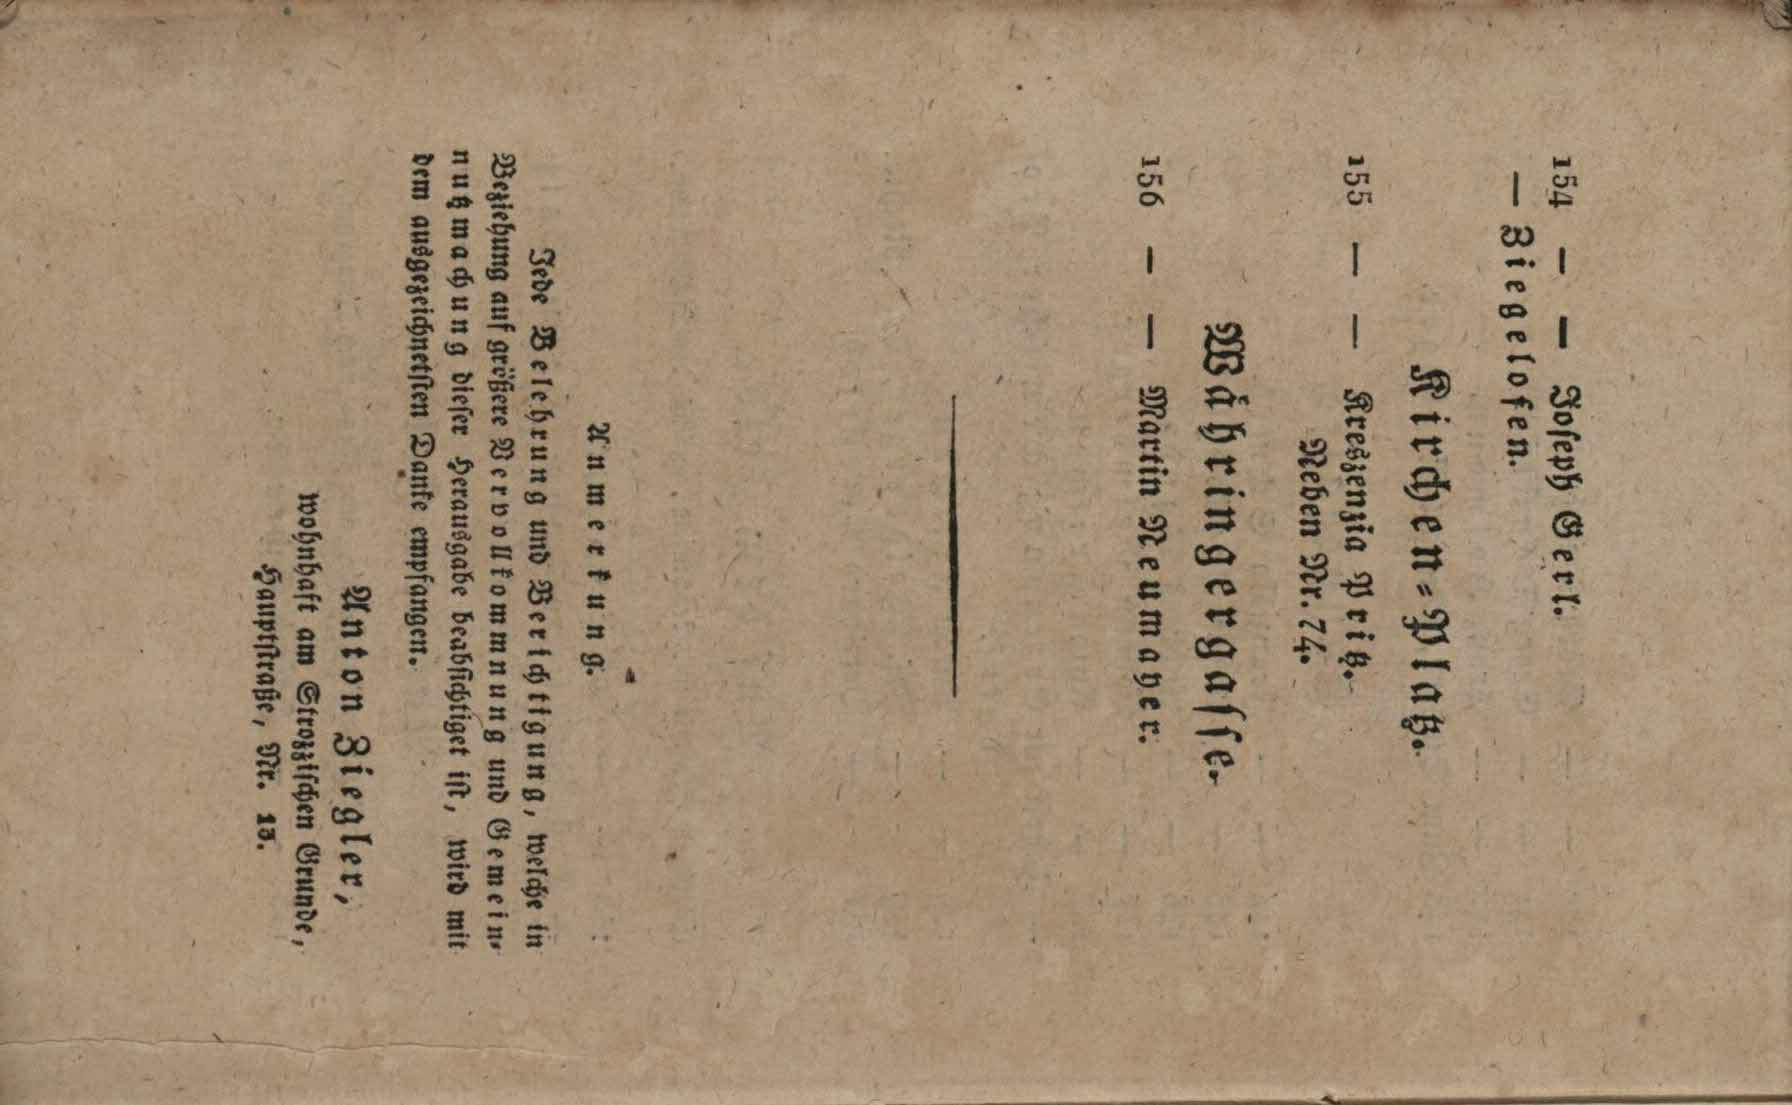 154 — — Joseph Gerl.
— Ziegelofen.
Kirchen=Platz.
155 — — Kreszenzia Pritz.
Neben Nr. 74.
Währingergasse.
156 — — Martin Neumayer.
Anmerkung.
Jede Belehrung und Berichtigung, welche in
Beziehung auf größere Vervollkommnung und Gemein=
nutzmachung dieser Herausgabe beabsichtiget ist, wird mit
dem ausgezeichnetsten Danke empfangen.
Anton Ziegler,
wohnhaft am Strozzischen Grunde,
Hauptstraße, Nr. 13.